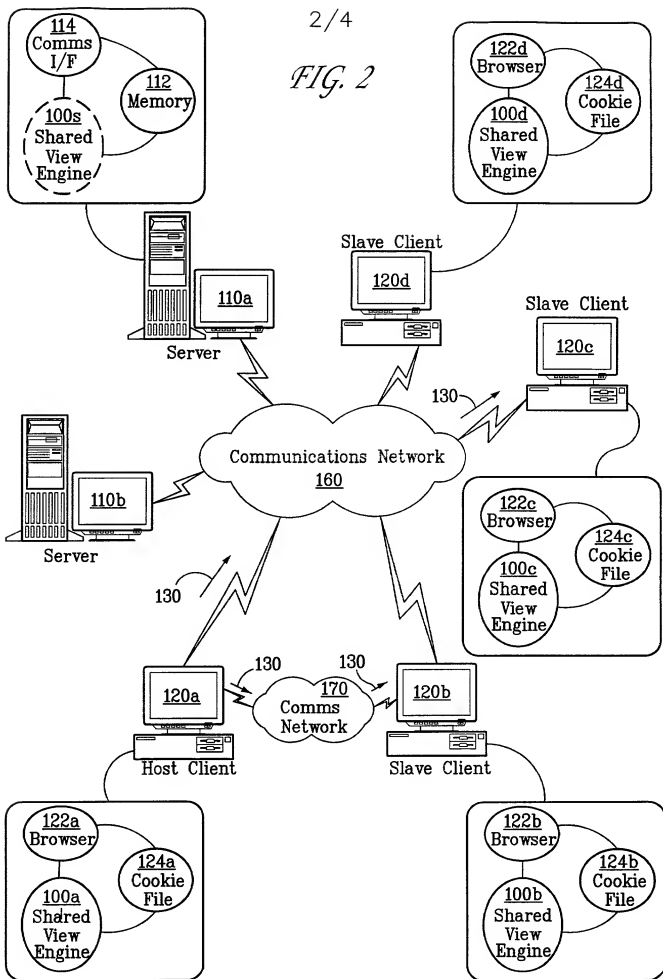 2/4
FIG. 2
114
Comms
I/F
112
Memory
100s
Shared
View
Engine
122d
Browser
124d
Cookie
File
100d
Shared
View
Engine
110a
Server
Slave Client
120d
Slave Client
120c
130
Communications Network
160
110b
Server
122c
Browser
124c
Cookie
File
100c
Shared
View
Engine
130
120a
Host Client
130
170
Comms
Network
130
120b
Slave Client
122a
Browser
124a
Cookie
File
100a
Shared
View
Engine
122b
Browser
124b
Cookie
File
100b
Shared
View
Engine